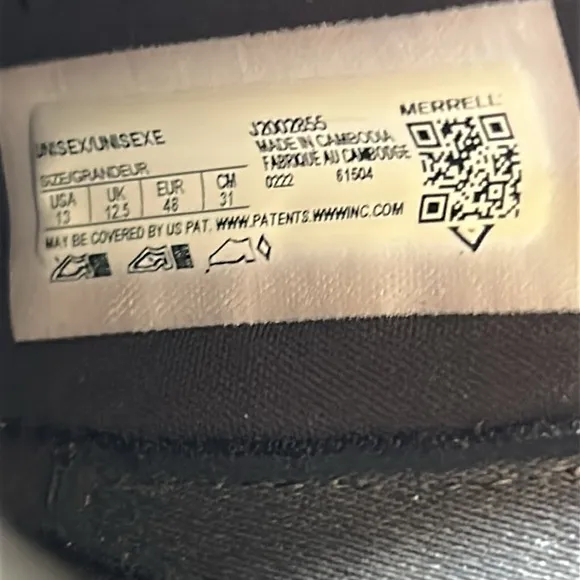 MERRELL
UNISEX/UNISEXE
J2002855
MADE IN CAMBODIA
FABRIQUE AU CAMBODGE
0222 61504
SIZE/GRANDEUR
USA UK EUR CM
13 12.5 48 31
MAY BE COVERED BY US PAT. WWW.PATENTS.WWWINC.COM